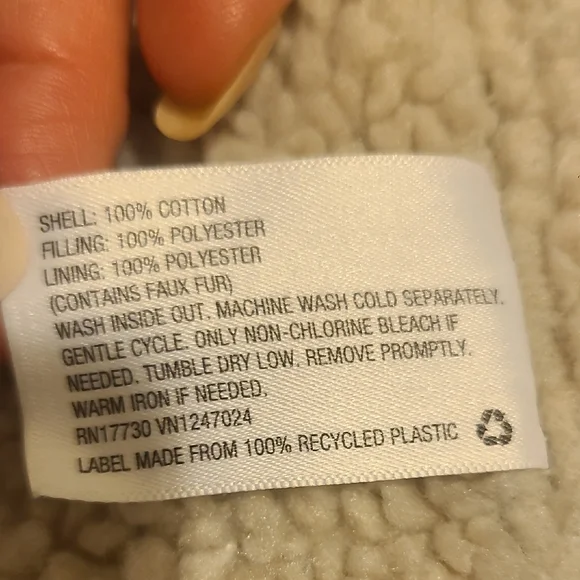 SHELL: 100% COTTON
FILLING: 100% POLYESTER
LINING: 100% POLYESTER
(CONTAINS FAUX FUR)
WASH INSIDE OUT. MACHINE WASH COLD SEPARATELY.
GENTLE CYCLE. ONLY NON-CHLORINE BLEACH IF
NEEDED. TUMBLE DRY LOW. REMOVE PROMPTLY.
WARM IRON IF NEEDED.
RN17730 VN1247024
LABEL MADE FROM 100% RECYCLED PLASTIC